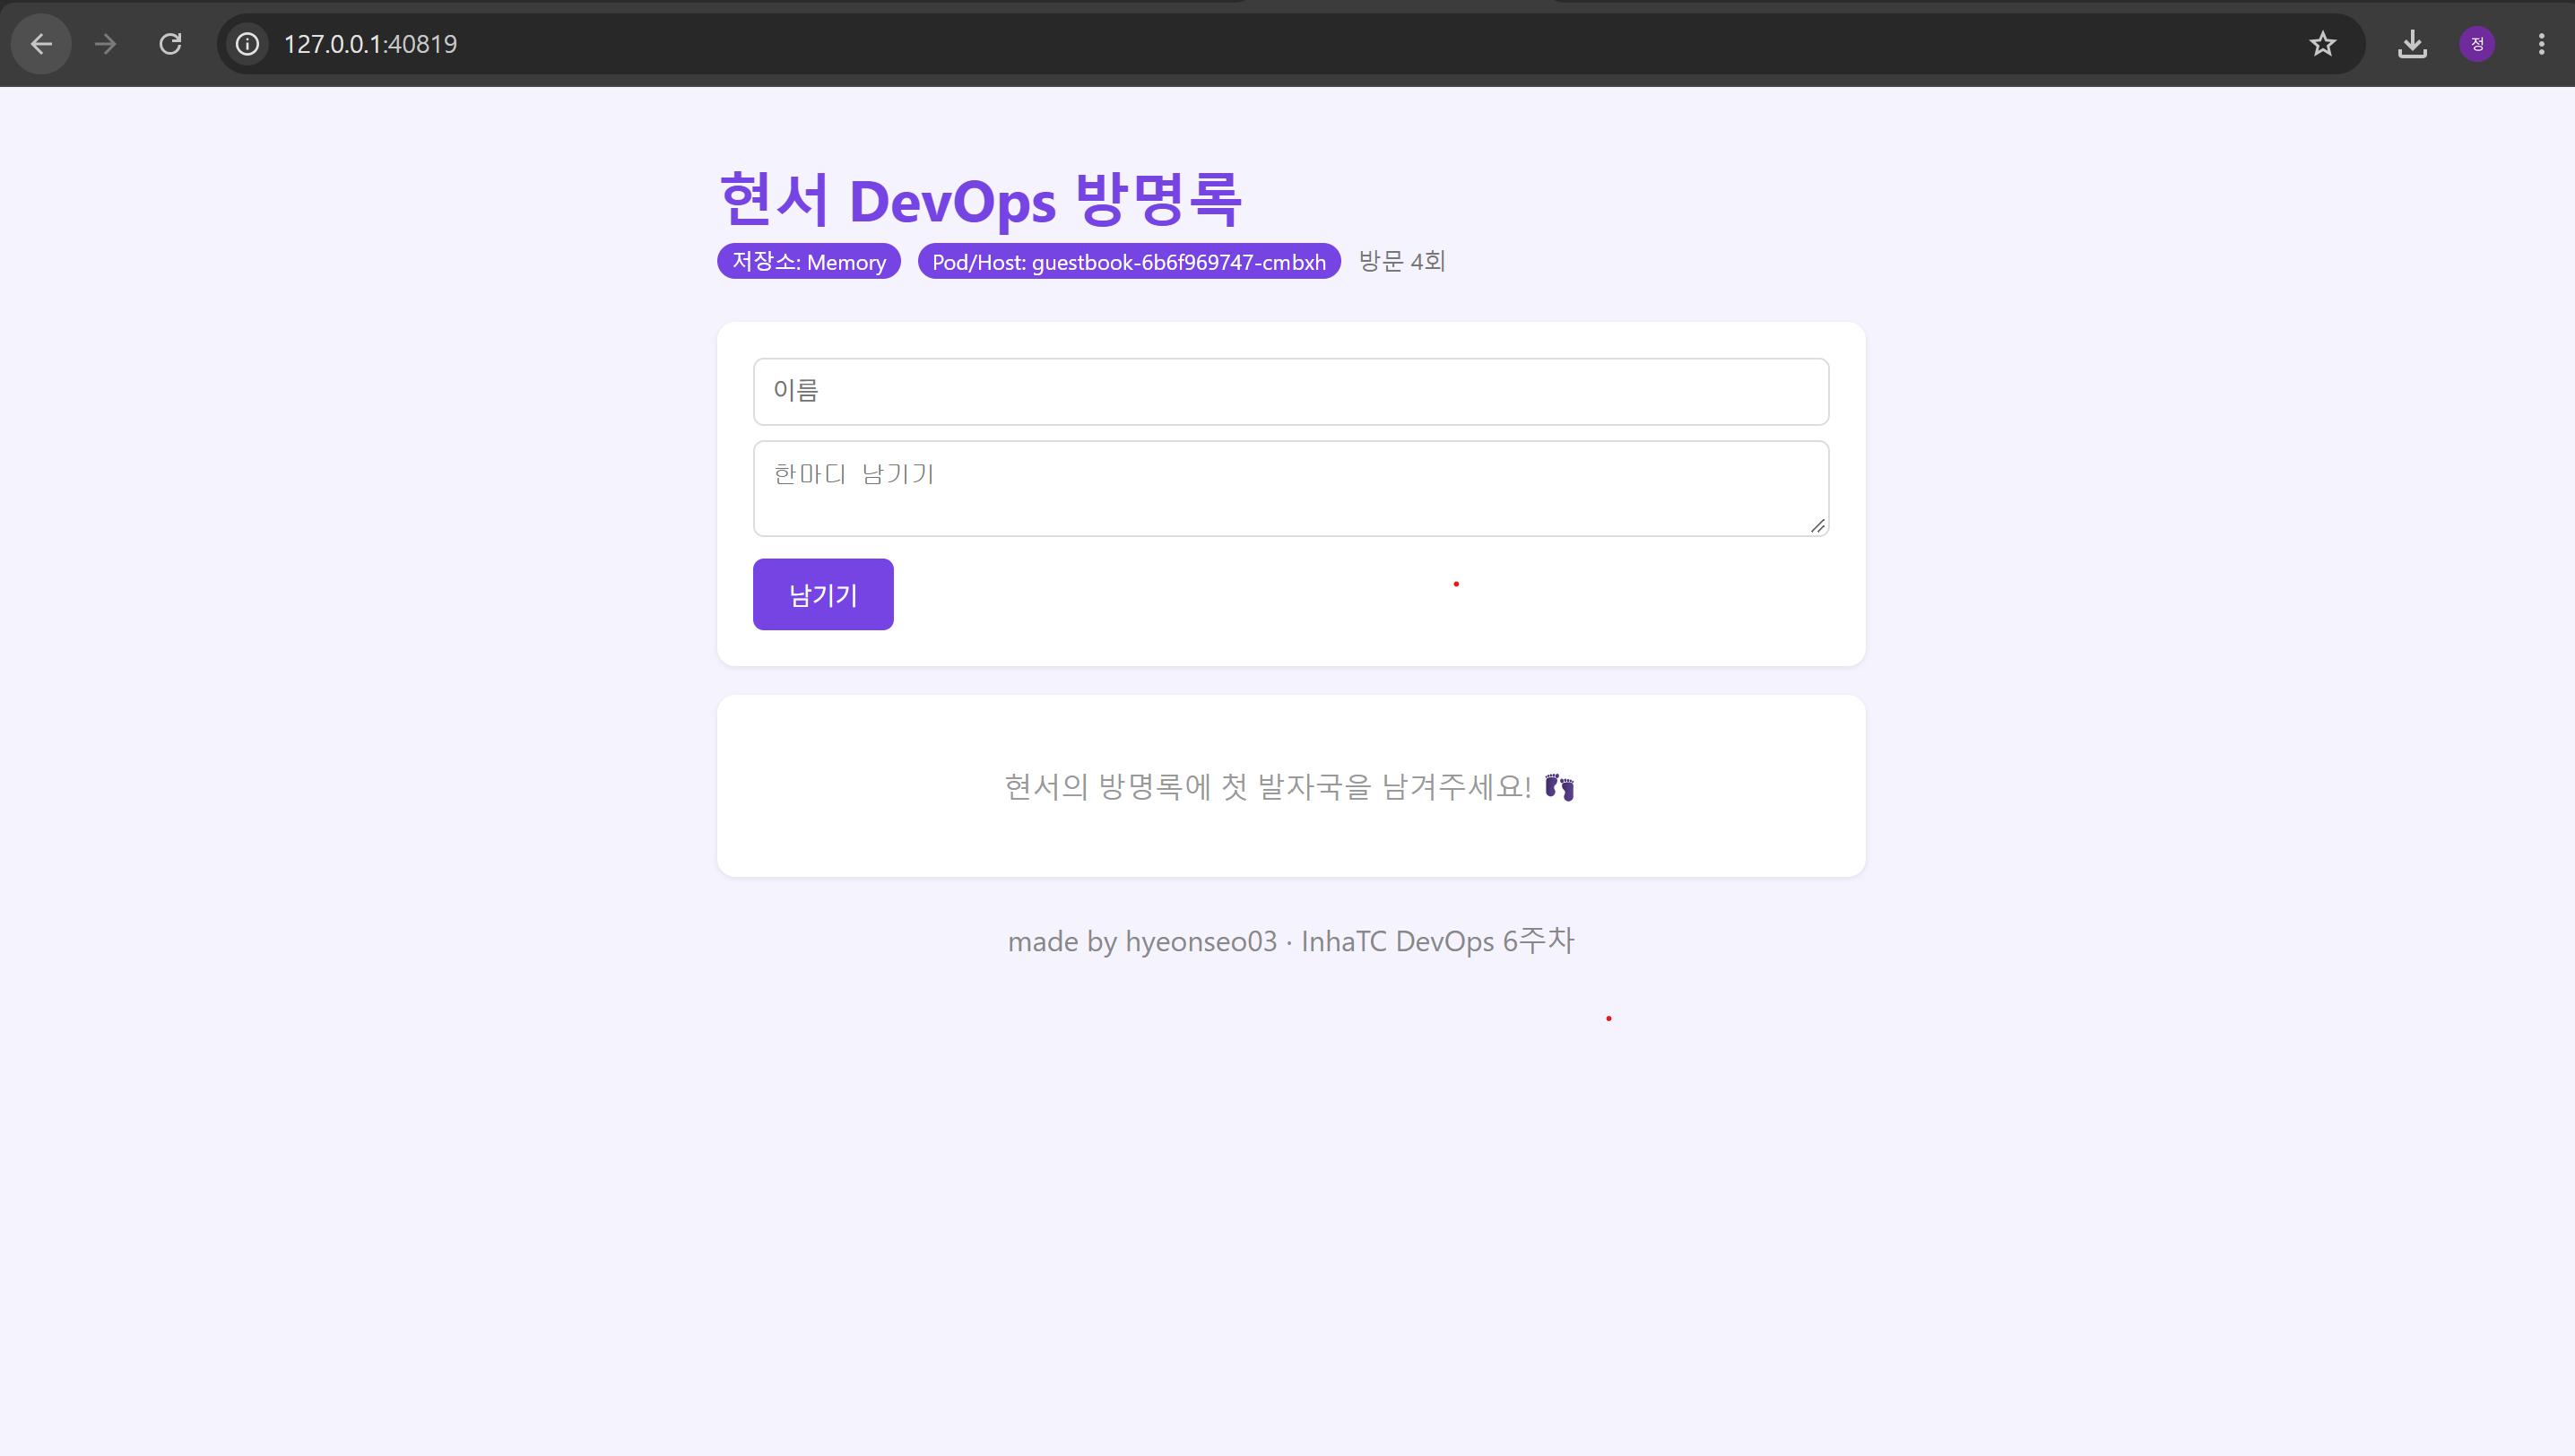 127.0.0.1:40819
정
현서 DevOps 방명록
저장소: Memory Pod/Host: guestbook-6b6f969747-cmbxh 방문 4회
이름
한마디 남기기
남기기
현서의 방명록에 첫 발자국을 남겨주세요! 👣
made by hyeonseo03 · InhaTC DevOps 6주차